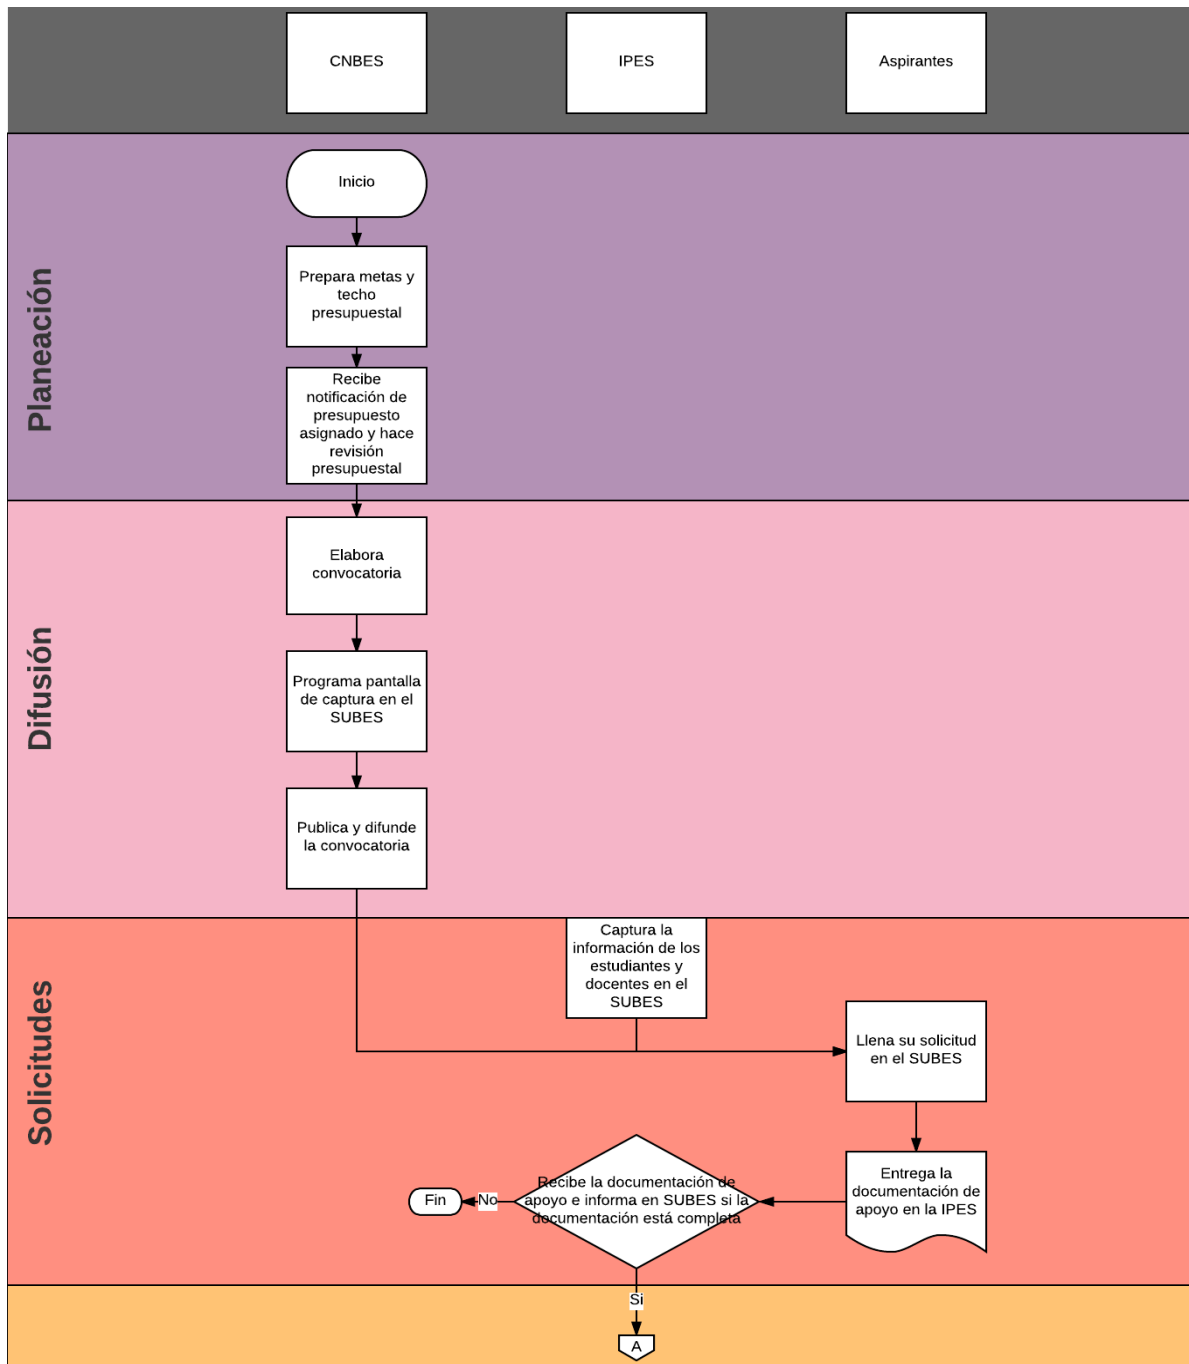 CNBES
IPES
Aspirantes
Planeación
Inicio
Prepara metas y
techo
presupuestal
Recibe
notificación de
presupuesto
asignado y hace
revisión
presupuestal
Difusión
Elabora
convocatoria
Programa pantalla
de captura en el
SUBES
Publica y difunde
la convocatoria
Solicitudes
Captura la
información de los
estudiantes y
docentes en el
SUBES
Llena su solicitud
en el SUBES
Entrega la
documentación de
apoyo en la IPES
Recibe la documentación de
apoyo e informa en SUBES si la
documentación está completa
No
Fin
Si
A